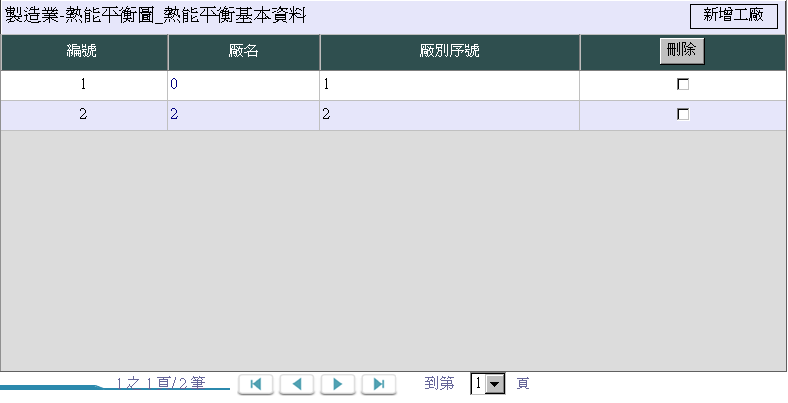 製造業-熱能平衡圖_熱能平衡基本資料 新增工廠
編號 廠名 廠別序號 刪除
1 0 1
2 2 2
1 之 1 頁/2 筆 到第 1 頁